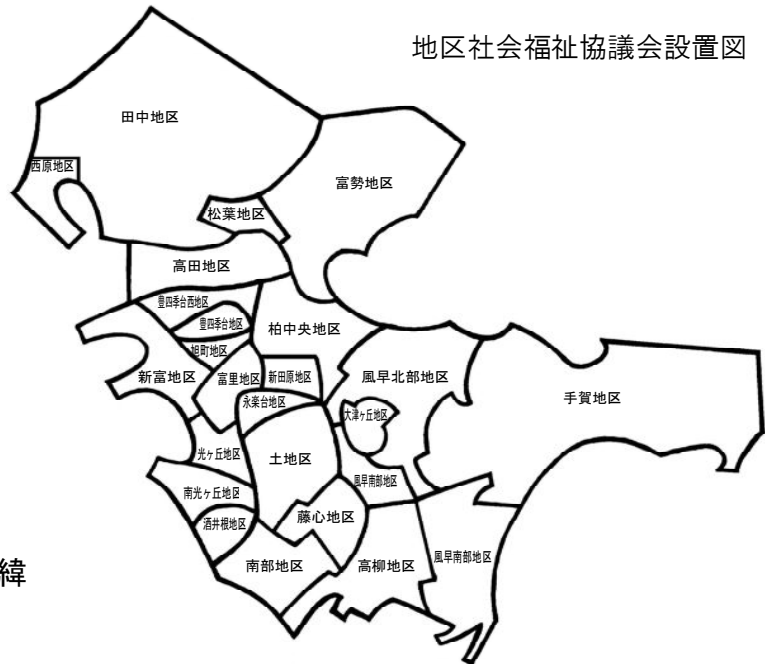 地区社会福祉協議会設置図
田中地区
西原地区
富勢地区
松葉地区
高田地区
豊四季台西地区
豊四季台地区
旭町地区
柏中央地区
新富地区
富里地区
新田原地区
風早北部地区
手賀地区
永楽台地区
大津ヶ丘地区
光ヶ丘地区
土地区
風早南部地区
南光ヶ丘地区
藤心地区
酒井根地区
南部地区
高柳地区
風早南部地区
緯